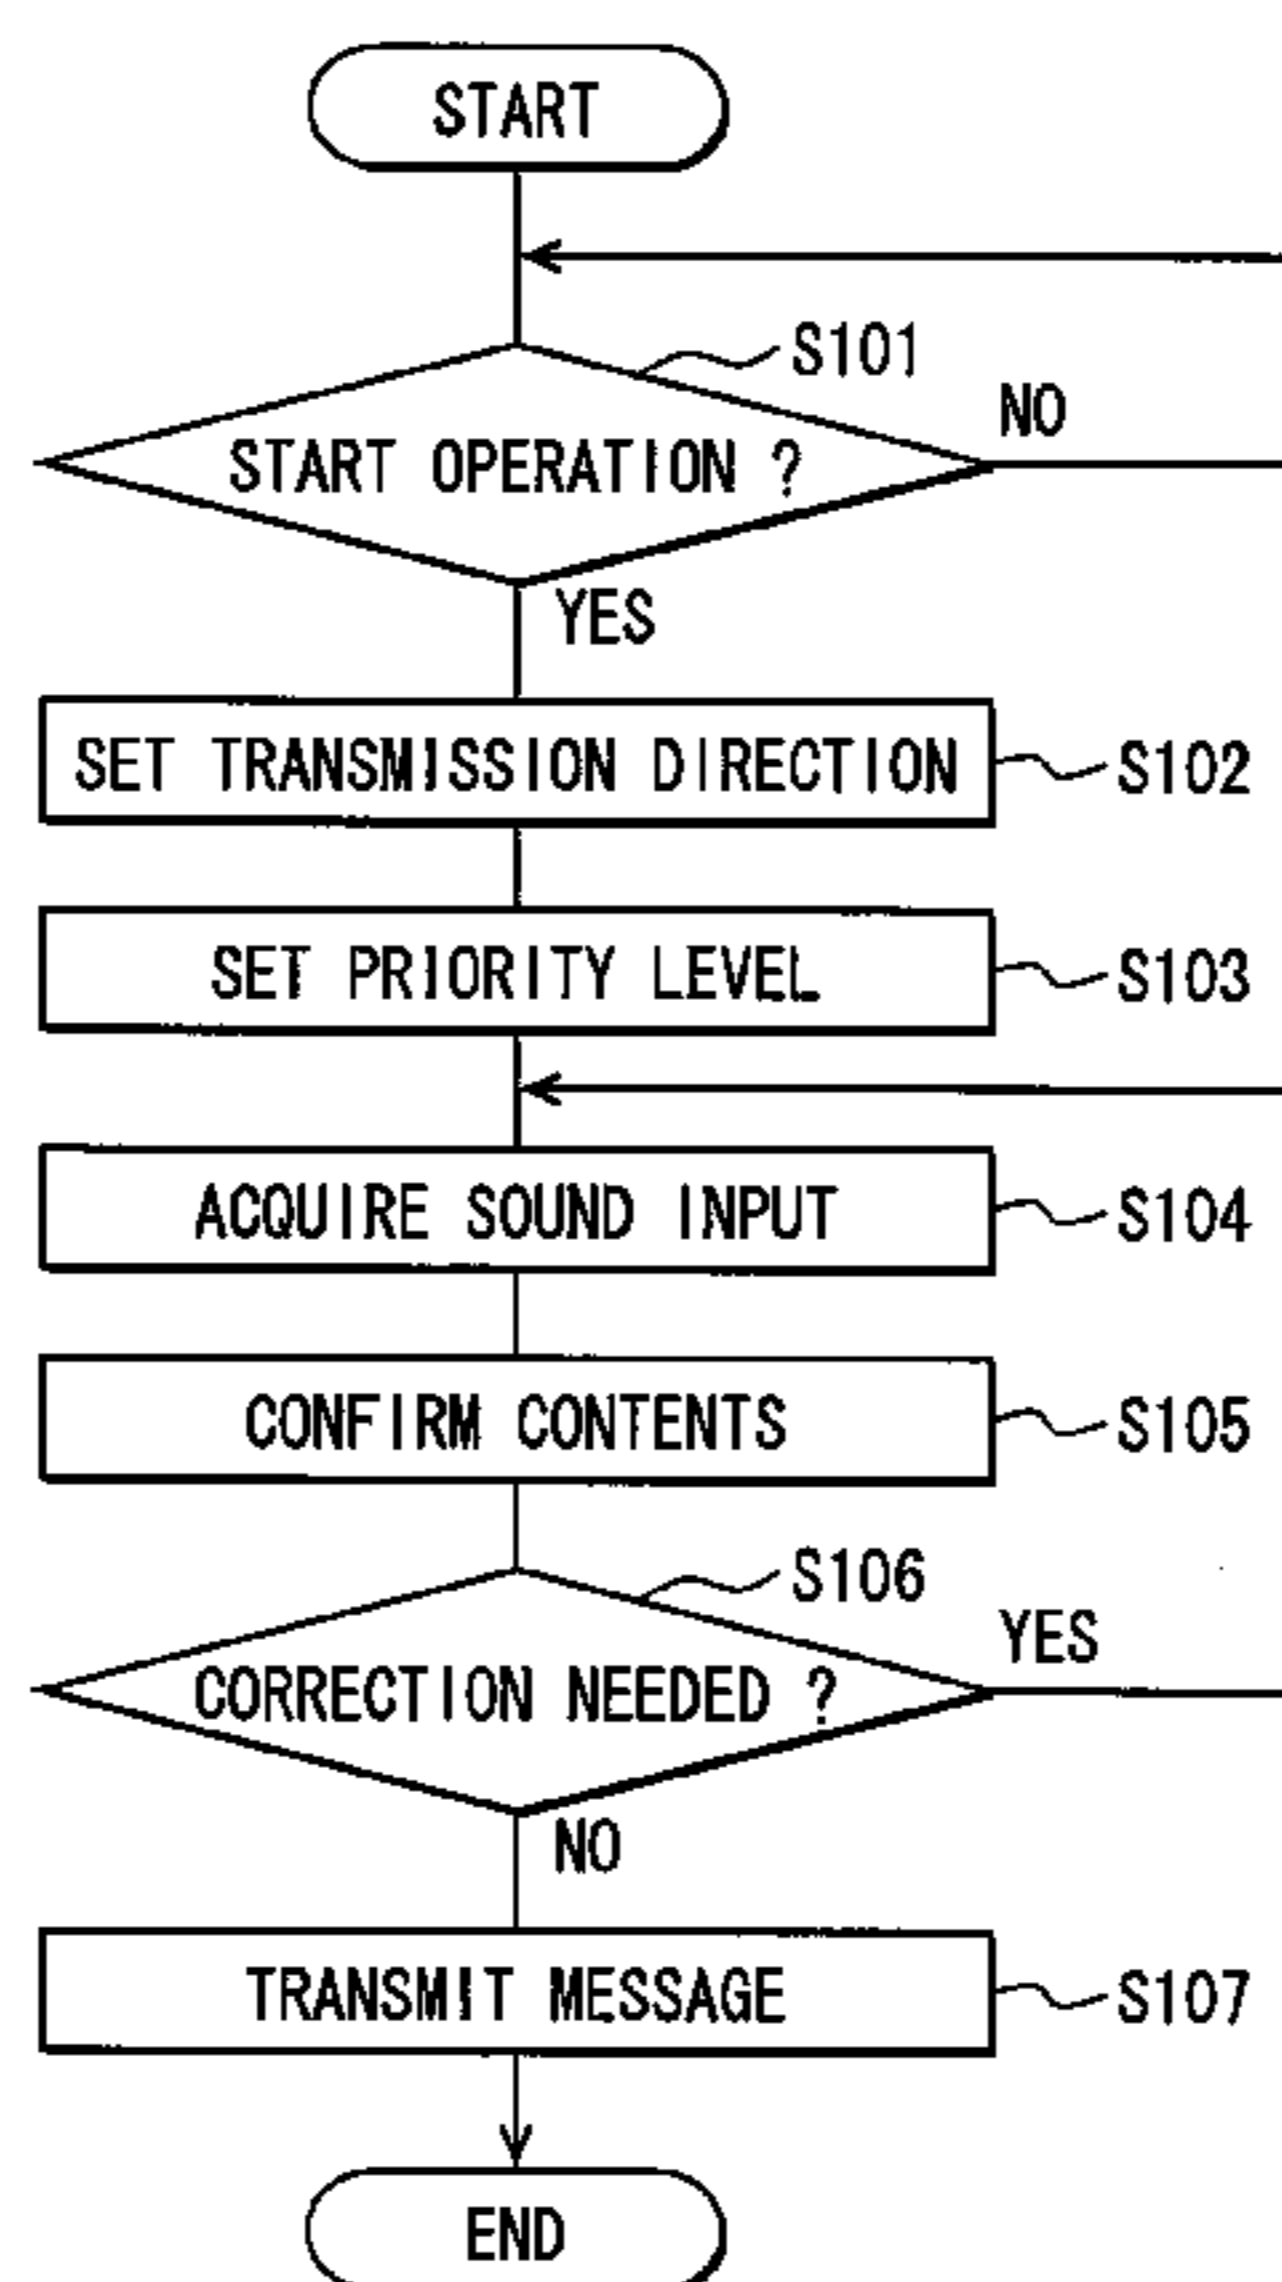 START
S101
NO
START OPERATION ?
YES
SET TRANSMISSION DIRECTION
S102
SET PRIORITY LEVEL
S103
ACQUIRE SOUND INPUT
S104
CONFIRM CONTENTS
S105
S106
YES
CORRECTION NEEDED ?
NO
TRANSMIT MESSAGE
S107
END